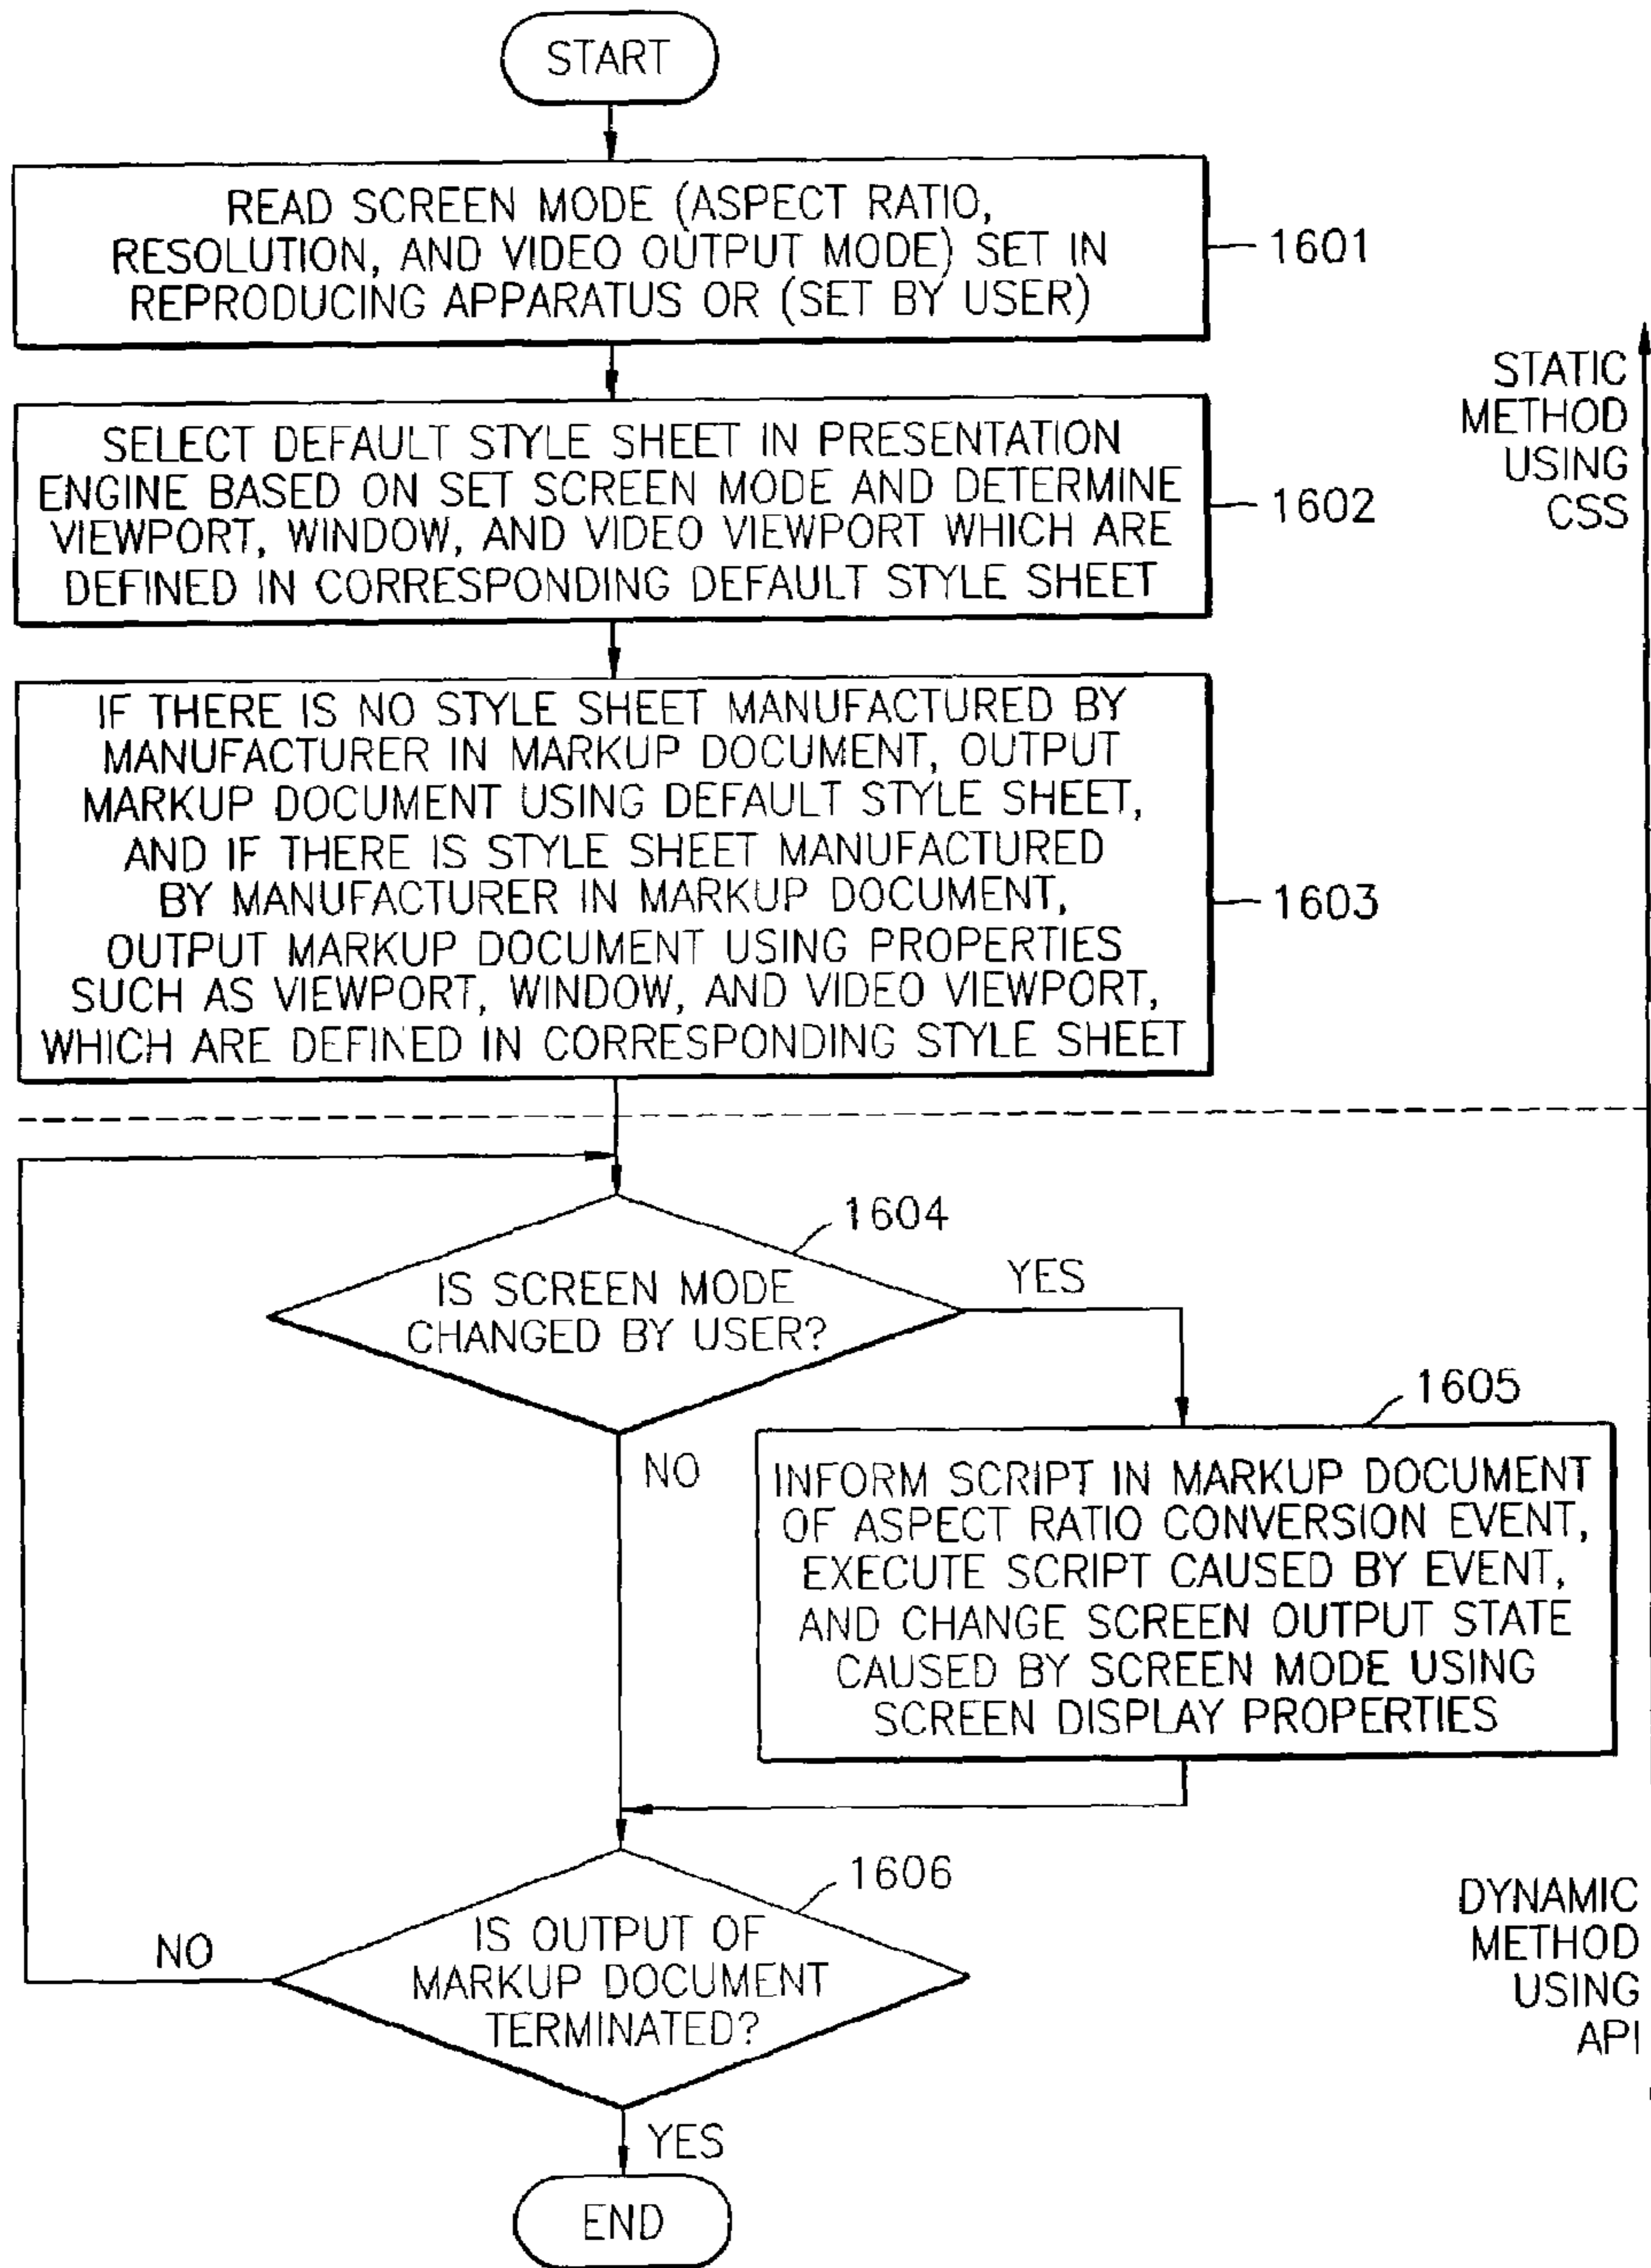 START
READ SCREEN MODE (ASPECT RATIO,
RESOLUTION, AND VIDEO OUTPUT MODE) SET IN
REPRODUCING APPARATUS OR (SET BY USER)
1601
STATIC
METHOD
USING
CSS
SELECT DEFAULT STYLE SHEET IN PRESENTATION
ENGINE BASED ON SET SCREEN MODE AND DETERMINE
VIEWPORT, WINDOW, AND VIDEO VIEWPORT WHICH ARE
DEFINED IN CORRESPONDING DEFAULT STYLE SHEET
1602
IF THERE IS NO STYLE SHEET MANUFACTURED BY
MANUFACTURER IN MARKUP DOCUMENT, OUTPUT
MARKUP DOCUMENT USING DEFAULT STYLE SHEET,
AND IF THERE IS STYLE SHEET MANUFACTURED
BY MANUFACTURER IN MARKUP DOCUMENT,
OUTPUT MARKUP DOCUMENT USING PROPERTIES
SUCH AS VIEWPORT, WINDOW, AND VIDEO VIEWPORT,
WHICH ARE DEFINED IN CORRESPONDING STYLE SHEET
1603
1604
IS SCREEN MODE
CHANGED BY USER?
YES
NO
1605
INFORM SCRIPT IN MARKUP DOCUMENT
OF ASPECT RATIO CONVERSION EVENT,
EXECUTE SCRIPT CAUSED BY EVENT,
AND CHANGE SCREEN OUTPUT STATE
CAUSED BY SCREEN MODE USING
SCREEN DISPLAY PROPERTIES
1606
IS OUTPUT OF
MARKUP DOCUMENT
TERMINATED?
NO
YES
DYNAMIC
METHOD
USING
API
END